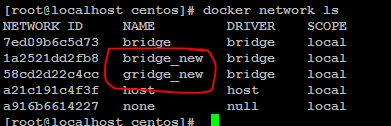 [root@localhost centos]# docker network ls
NETWORK ID NAME DRIVER SCOPE
7ed09b6c5d73 bridge bridge local
1a2521dd2fb8 bridge_new bridge local
58cd2d22c4cc gridge_new bridge local
a21c191c4f3f host host local
a916b6614227 none null local
[root@localhost centos]#